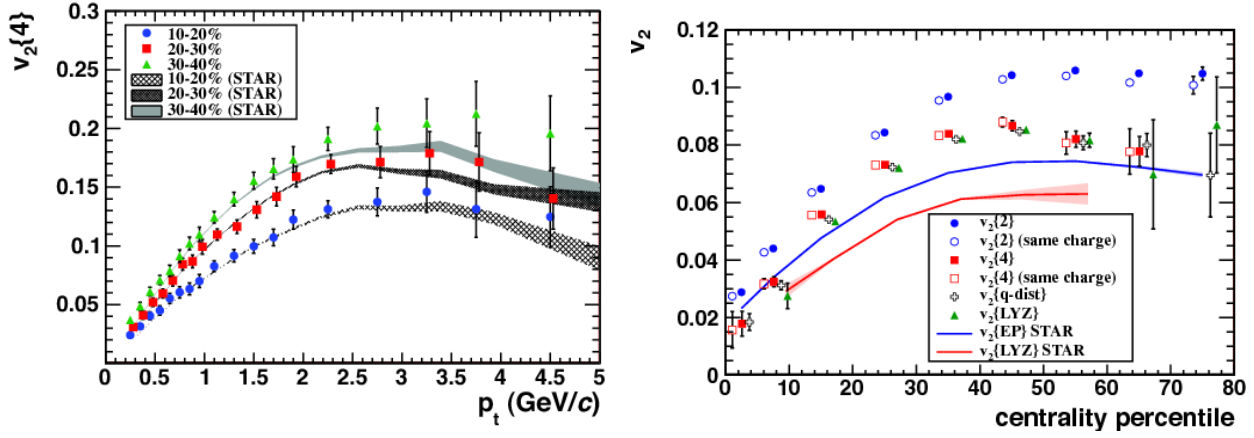 v₂{4}
0.3
0.25
0.2
0.15
0.1
0.05
0 0.5 1 1.5 2 2.5 3 3.5 4 4.5 5
p_t (GeV/c)
10-20%
20-30%
30-40%
10-20% (STAR)
20-30% (STAR)
30-40% (STAR)
v₂
0.12
0.1
0.08
0.06
0.04
0.02
0
0 10 20 30 40 50 60 70 80
centrality percentile
v₂{2}
v₂{2} (same charge)
v₂{4}
v₂{4} (same charge)
v₂{q-dist}
v₂{LYZ}
v₂{EP} STAR
v₂{LYZ} STAR